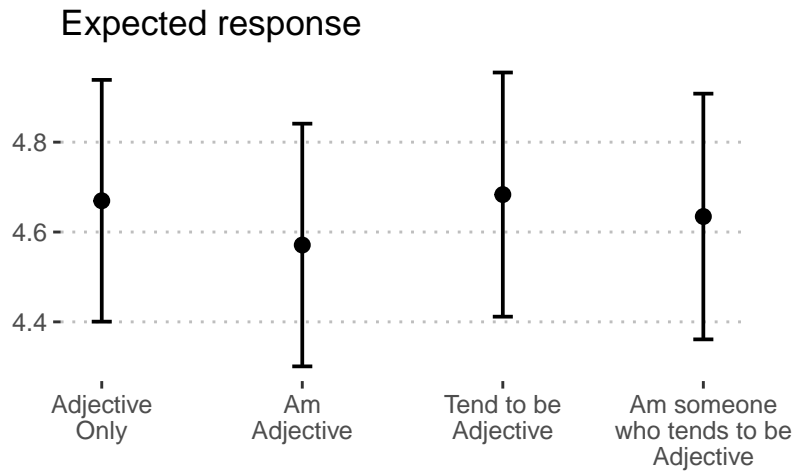 Expected response
4.8
4.6
4.4
Adjective
Only
Am
Adjective
Tend to be
Adjective
Am someone
who tends to be
Adjective